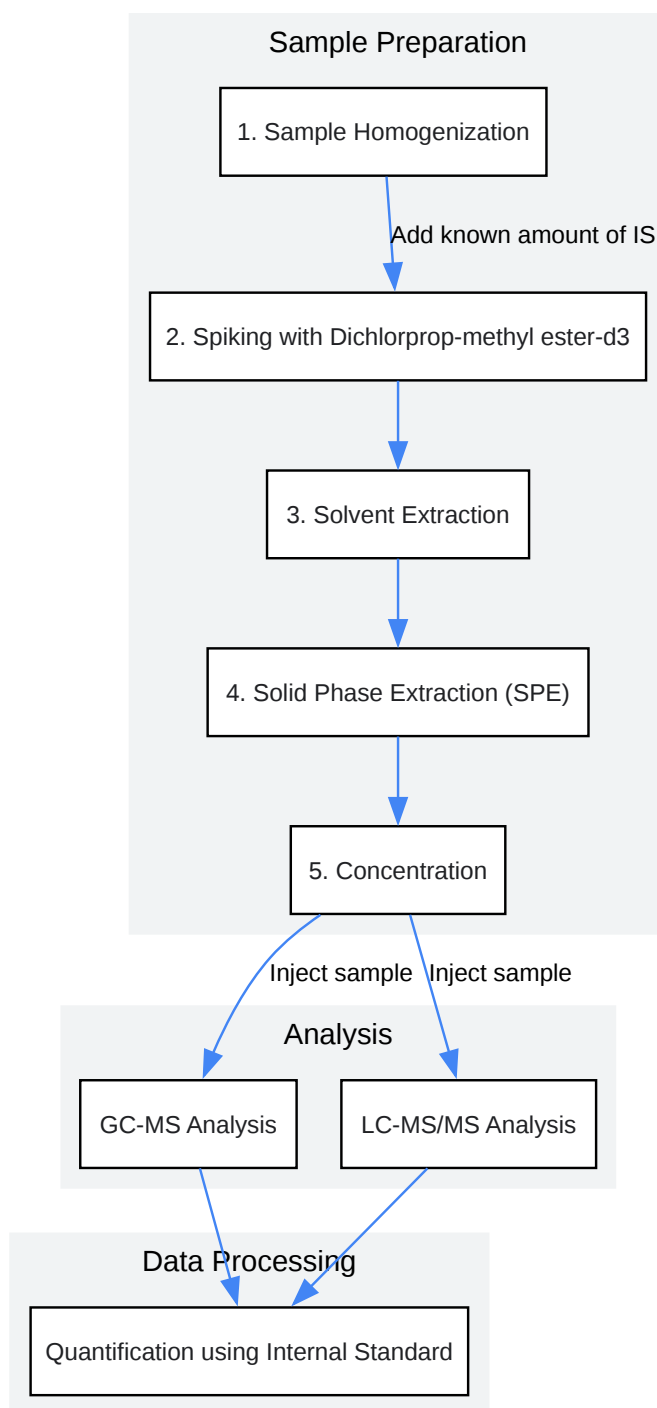 Sample Preparation
1. Sample Homogenization
Add known amount of IS
2. Spiking with Dichlorprop-methyl ester-d3
3. Solvent Extraction
4. Solid Phase Extraction (SPE)
5. Concentration
Inject sample
Inject sample
Analysis
GC-MS Analysis
LC-MS/MS Analysis
Data Processing
Quantification using Internal Standard